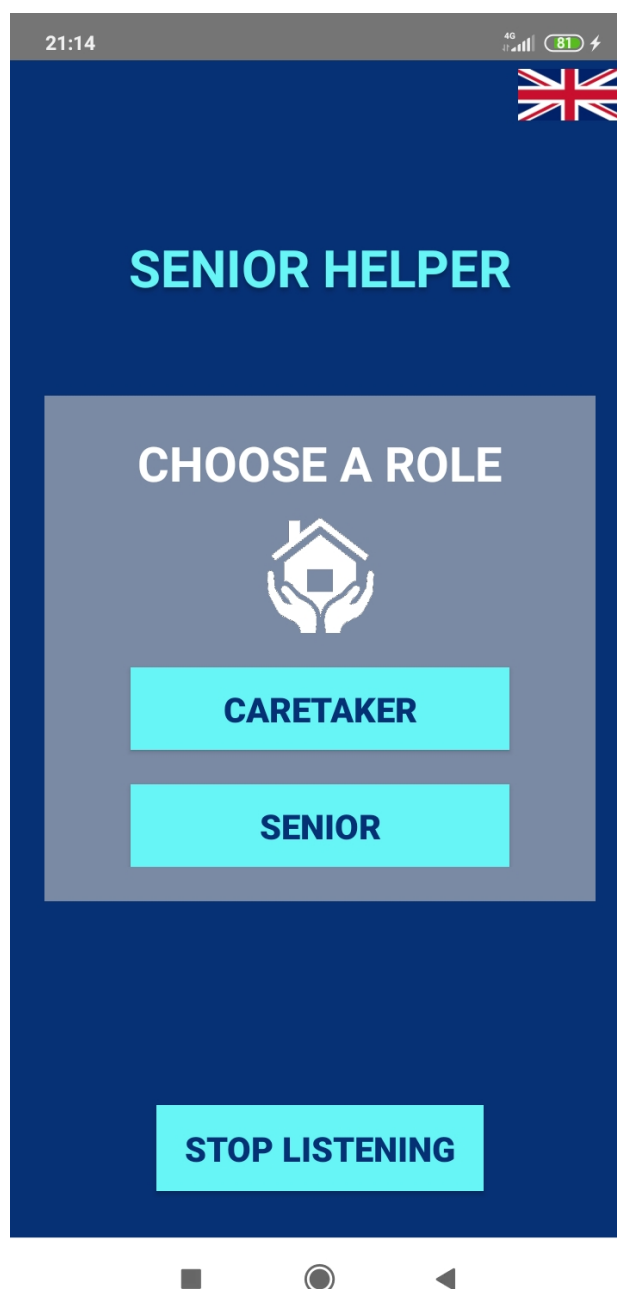 21:14
4G
81
SENIOR HELPER
CHOOSE A ROLE
CARETAKER
SENIOR
STOP LISTENING